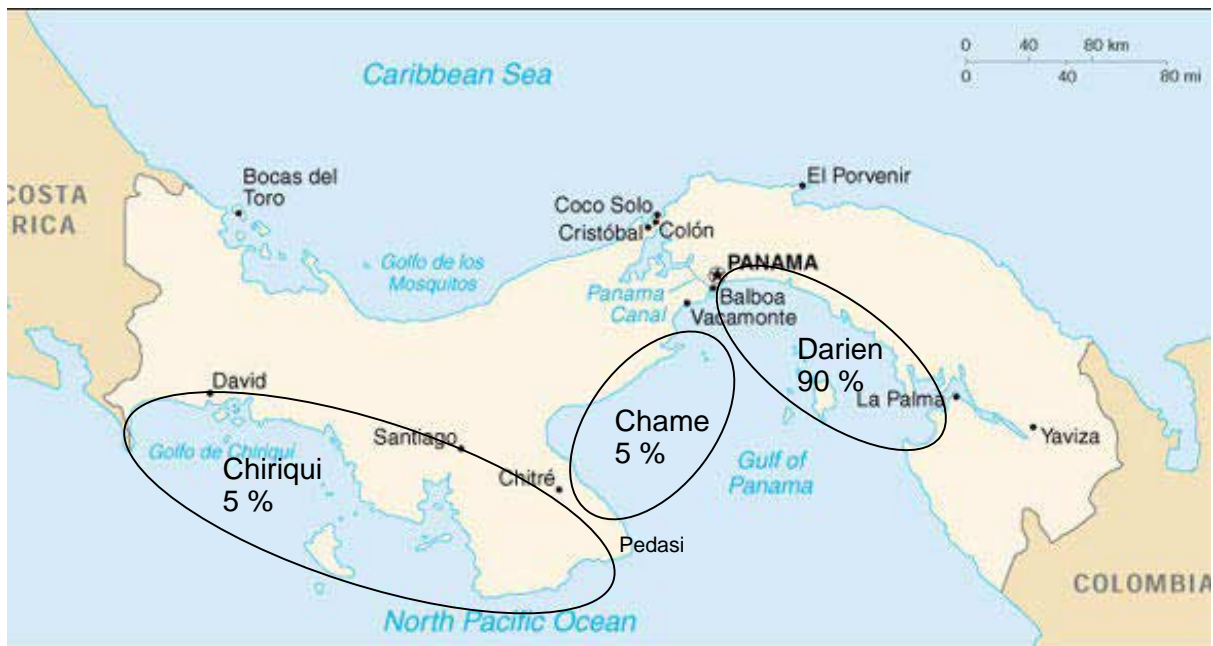 0 40 80 km
0 40 80 mi
Caribbean Sea
Bocas del
Toro
El Porvenir
COSTA
RICA
Coco Solo
Cristóbal
Colón
Golfo de los
Mosquitos
PANAMA
Panama
Canal
Balboa
Vacamonte
Darien
90 %
David
La Palma
Chame
5 %
Santiago
Yaviza
Golfo de Chiriqui
Chiriqui
5 %
Gulf of
Panama
Chitré
Pedasi
COLOMBIA
North Pacific Ocean